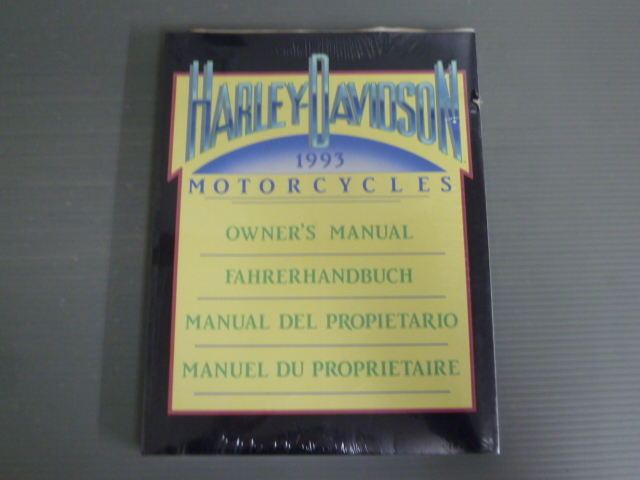 HARLEY-DAVIDSON
1993
MOTORCYCLES
OWNER'S MANUAL
FAHRERHANDBUCH
MANUAL DEL PROPIETARIO
MANUEL DU PROPRIETAIRE